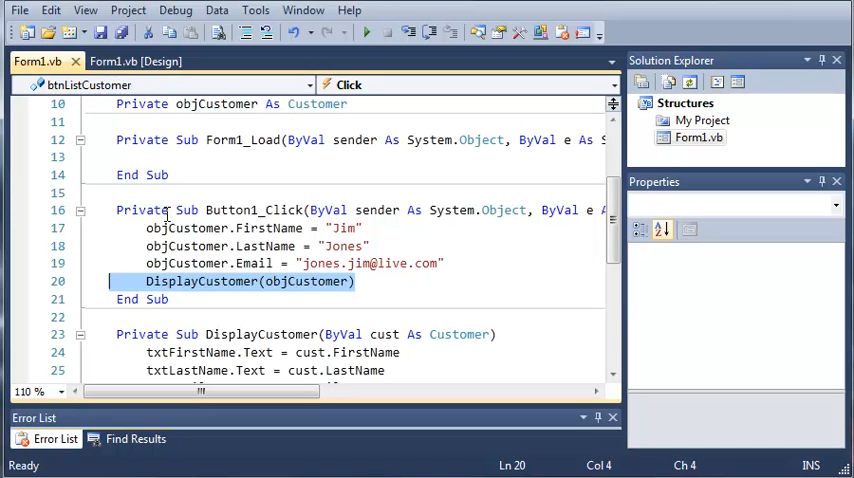 File Edit View Project Debug Data Tools Window Help
Form1.vb Form1.vb [Design]
btnListCustomer Click
10 Private objCustomer As Customer
11
12 Private Sub Form1_Load(ByVal sender As System.Object, ByVal e As S
13
14 End Sub
15
16 Private Sub Button1_Click(ByVal sender As System.Object, ByVal e A
17 objCustomer.FirstName = "Jim"
18 objCustomer.LastName = "Jones"
19 objCustomer.Email = "jones.jim@live.com"
20 DisplayCustomer(objCustomer)
21 End Sub
22
23 Private Sub DisplayCustomer(ByVal cust As Customer)
24 txtFirstName.Text = cust.FirstName
25 txtLastName.Text = cust.LastName
110 %
Solution Explorer
Structures
My Project
Form1.vb
Properties
Error List
Error List Find Results
Ready Ln 20 Col 4 Ch 4 INS